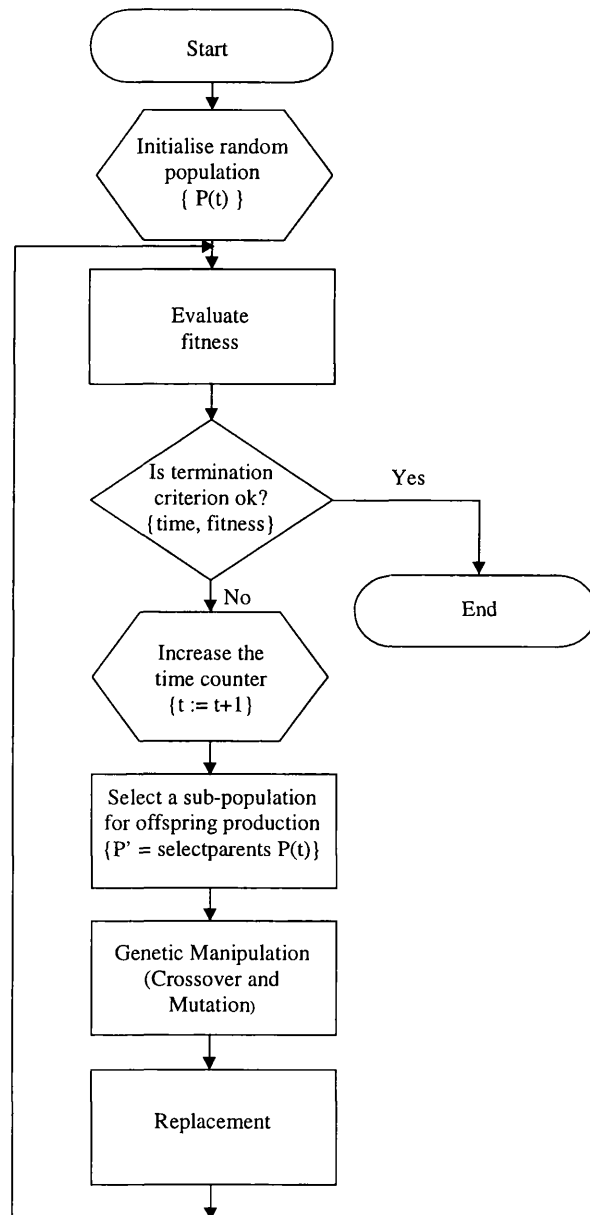 Start
Initialise random
population
{ P(t) }
Evaluate
fitness
Is termination
criterion ok?
{time, fitness}
Yes
End
No
Increase the
time counter
{t := t+1}
Select a sub-population
for offspring production
{P' = selectparents P(t)}
Genetic Manipulation
(Crossover and
Mutation)
Replacement